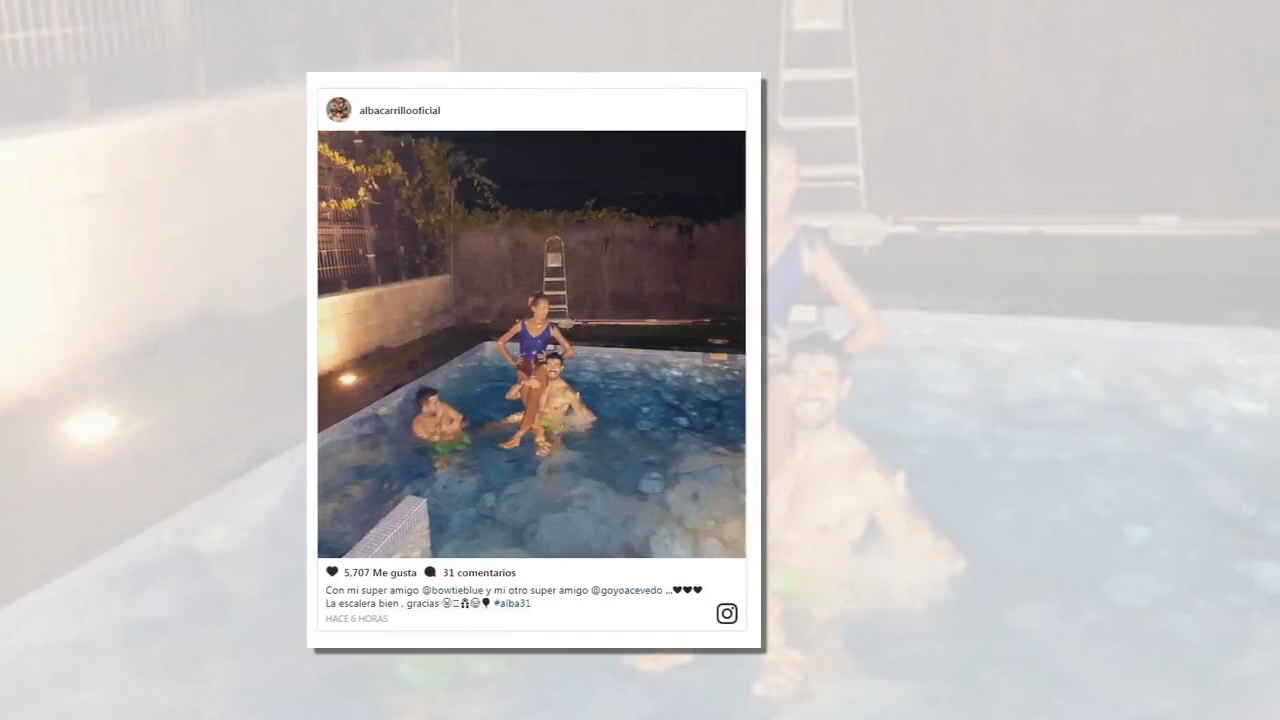 albacarrillooficial
5,707 Me gusta 31 comentarios
Con mi super amigo @bowtieblue y mi otro super amigo @goyoacevedo ...♥♥♥
La escalera bien , gracias #alba31
HACE 6 HORAS